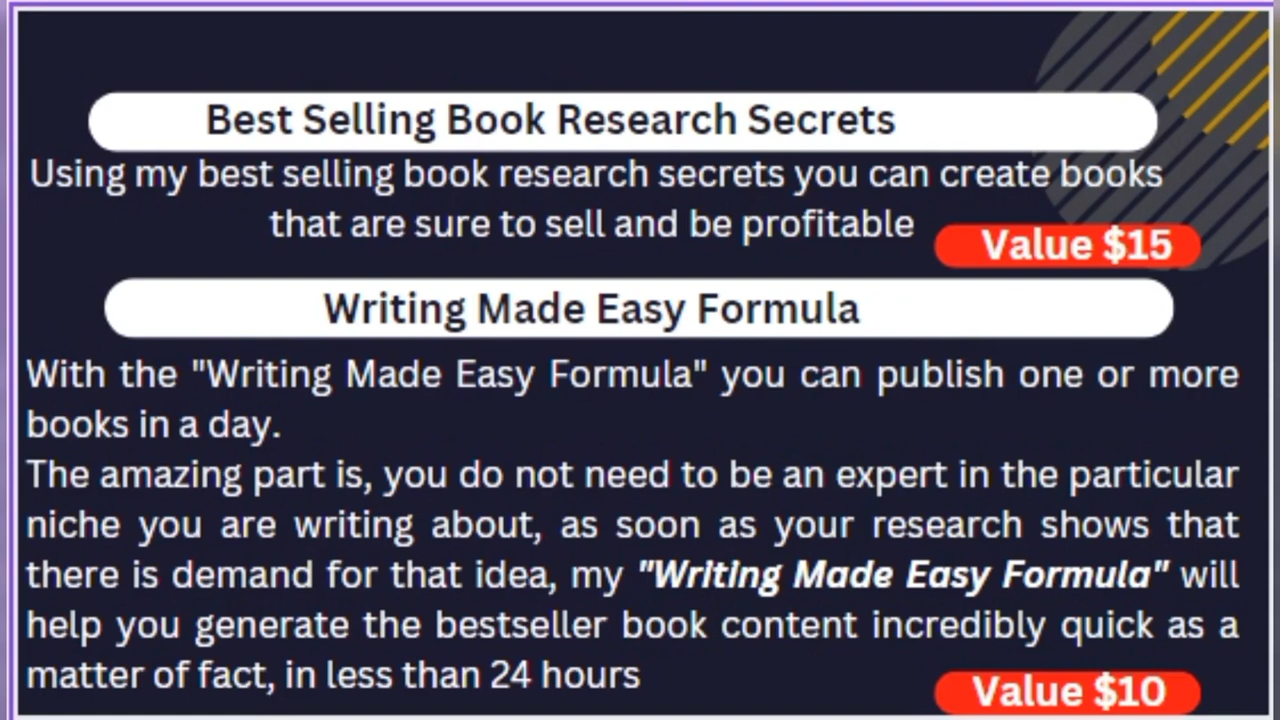 Best Selling Book Research Secrets
Using my best selling book research secrets you can create books
that are sure to sell and be profitable
Value $15
Writing Made Easy Formula
With the "Writing Made Easy Formula" you can publish one or more
books in a day.
The amazing part is, you do not need to be an expert in the particular
niche you are writing about, as soon as your research shows that
there is demand for that idea, my "Writing Made Easy Formula" will
help you generate the bestseller book content incredibly quick as a
matter of fact, in less than 24 hours
Value $10